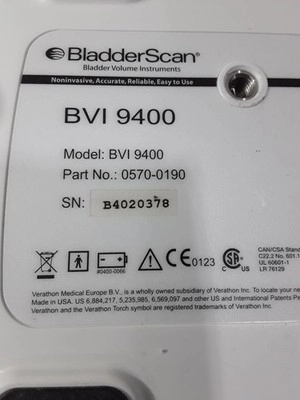 BladderScan®
Bladder Volume Instruments
Noninvasive, Accurate, Reliable, Easy to Use
BVI 9400
Model: BVI 9400
Part No.: 0570-0190
SN: B4020378
#0400-0066
CE 0123
CAN/CSA Standard
C22.2 No. 601.1
UL 60601-1
LR 76129
Verathon Medical Europe B.V., is a wholly owned subsidiary of Verathon Inc. To locate your
Made in USA. US 6,884,217, 5,235,985, 6,569,097 and other US and International Patents
Verathon and the Verathon Torch symbol are registered trademarks of Verathon Inc.